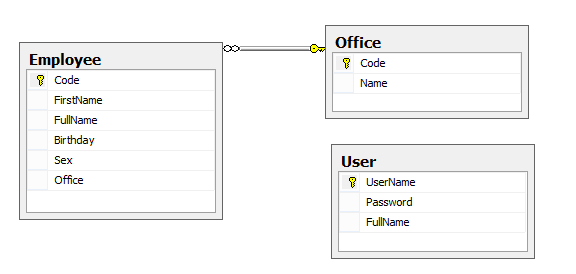 Employee
Code
FirstName
FullName
Birthday
Sex
Office
Office
Code
Name
User
UserName
Password
FullName